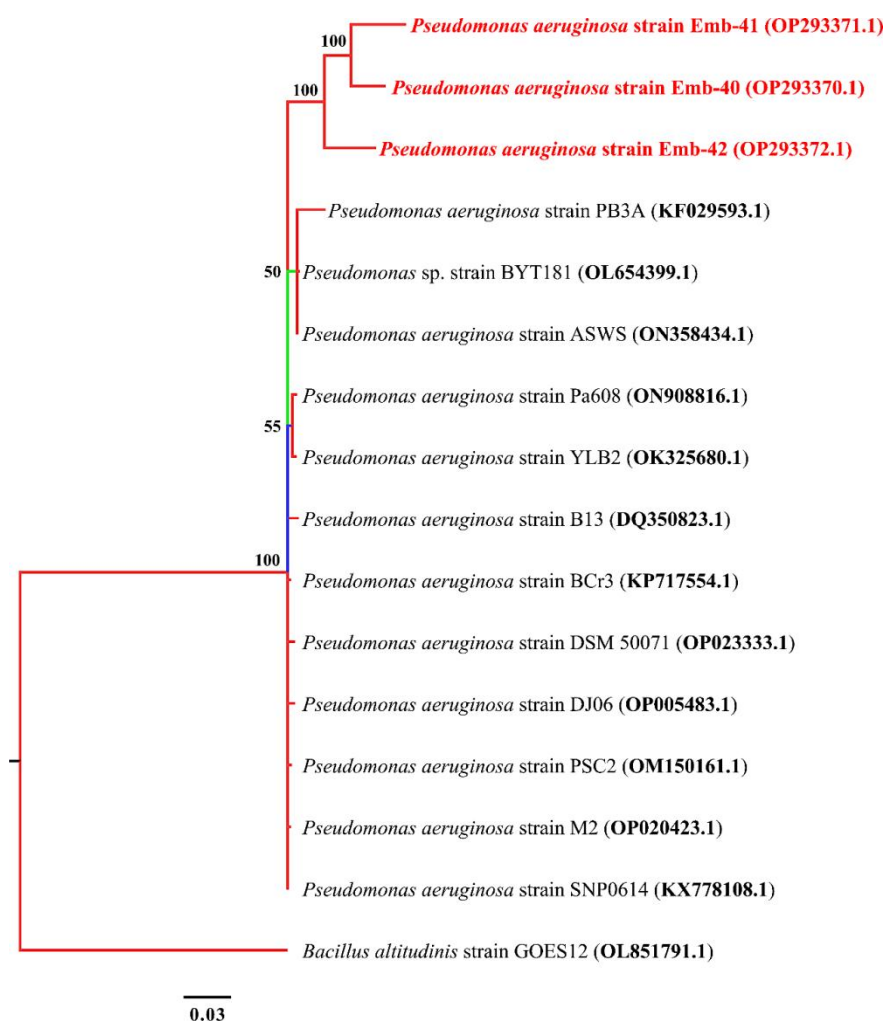 100
Pseudomonas aeruginosa strain Emb-41 (OP293371.1)
100
Pseudomonas aeruginosa strain Emb-40 (OP293370.1)
Pseudomonas aeruginosa strain Emb-42 (OP293372.1)
Pseudomonas aeruginosa strain PB3A (KF029593.1)
50
Pseudomonas sp. strain BYT181 (OL654399.1)
Pseudomonas aeruginosa strain ASWS (ON358434.1)
Pseudomonas aeruginosa strain Pa608 (ON908816.1)
55
Pseudomonas aeruginosa strain YLB2 (OK325680.1)
Pseudomonas aeruginosa strain B13 (DQ350823.1)
100
Pseudomonas aeruginosa strain BCr3 (KP717554.1)
Pseudomonas aeruginosa strain DSM 50071 (OP023333.1)
Pseudomonas aeruginosa strain DJ06 (OP005483.1)
Pseudomonas aeruginosa strain PSC2 (OM150161.1)
Pseudomonas aeruginosa strain M2 (OP020423.1)
Pseudomonas aeruginosa strain SNP0614 (KX778108.1)
Bacillus altitudinis strain GOES12 (OL851791.1)
0.03